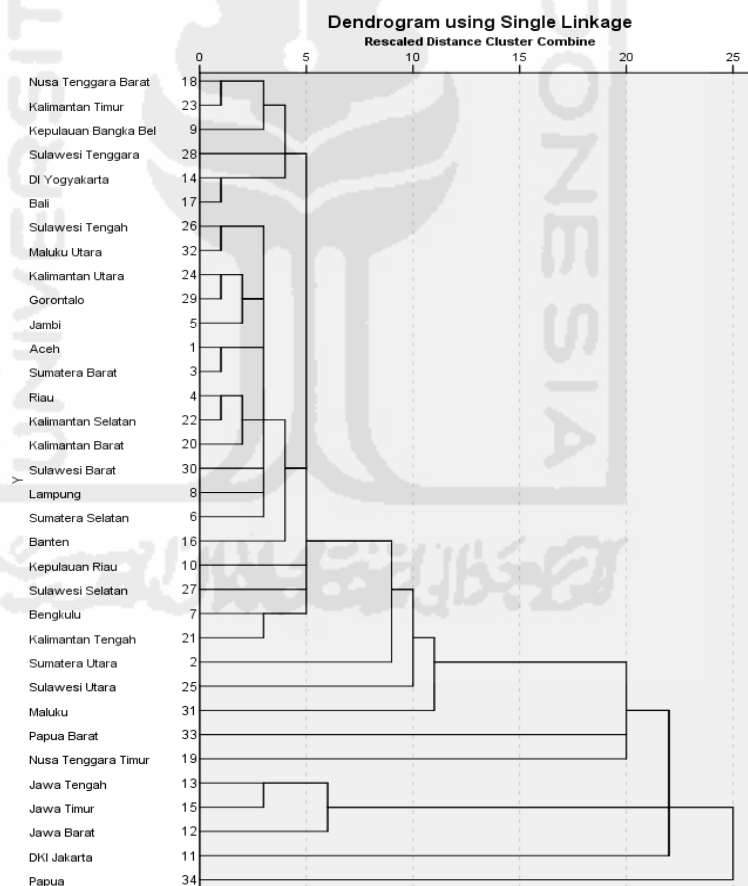 Dendrogram using Single Linkage
Rescaled Distance Cluster Combine
0 5 10 15 20 25
Nusa Tenggara Barat 18
Kalimantan Timur 23
Kepulauan Bangka Bel 9
Sulawesi Tenggara 28
DI Yogyakarta 14
Bali 17
Sulawesi Tengah 26
Maluku Utara 32
Kalimantan Utara 24
Gorontalo 29
Jambi 5
Aceh 1
Sumatera Barat 3
Riau 4
Kalimantan Selatan 22
Kalimantan Barat 20
Y
Sulawesi Barat 30
Lampung 8
Sumatera Selatan 6
Banten 16
Kepulauan Riau 10
Sulawesi Selatan 27
Bengkulu 7
Kalimantan Tengah 21
Sumatera Utara 2
Sulawesi Utara 25
Maluku 31
Papua Barat 33
Nusa Tenggara Timur 19
Jawa Tengah 13
Jawa Timur 15
Jawa Barat 12
DKI Jakarta 11
Papua 34
UNIVERSIT
ONESIA